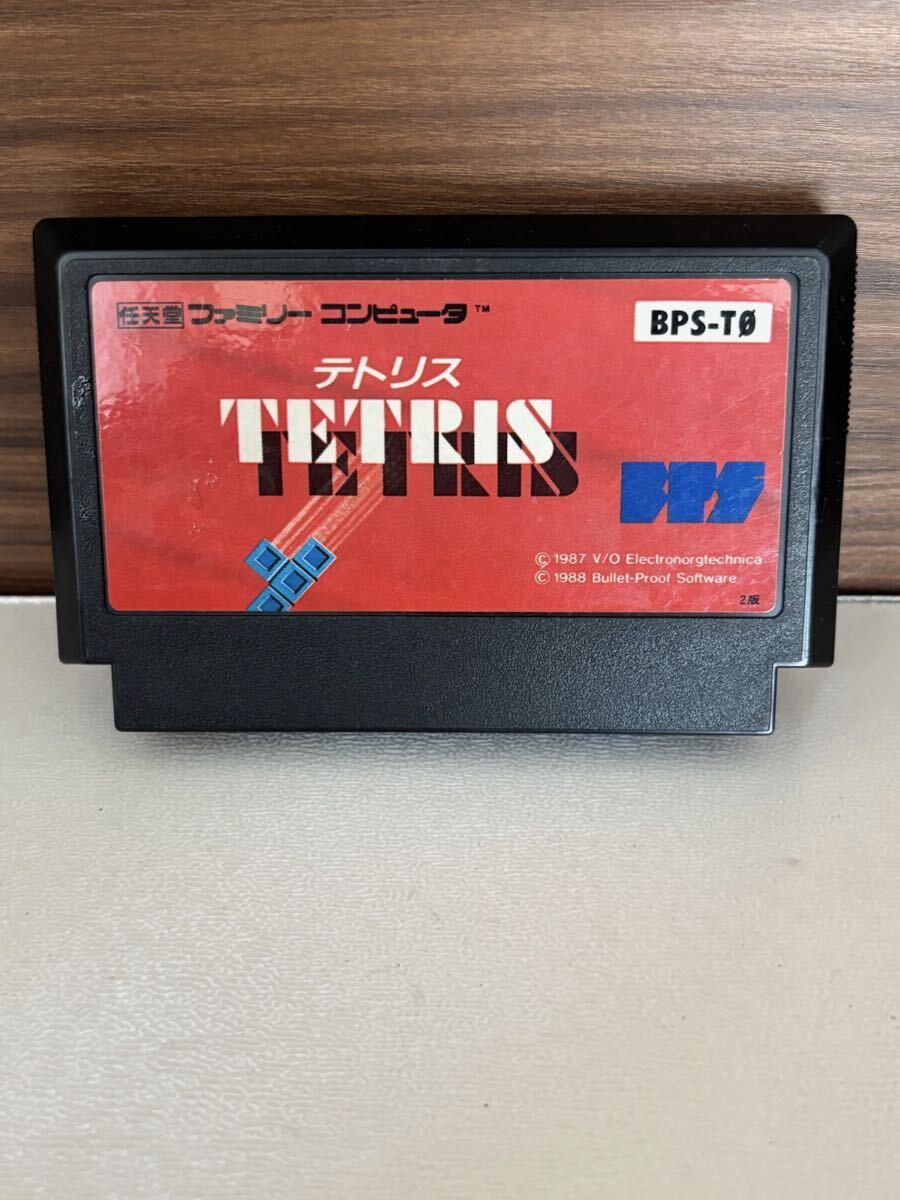 任天堂 ファミリー コンピュータ™
BPS-TØ
テトリス
TETRIS
TETRIS
BPS
© 1987 V/O Electronorgtechnica
© 1988 Bullet-Proof Software
2版